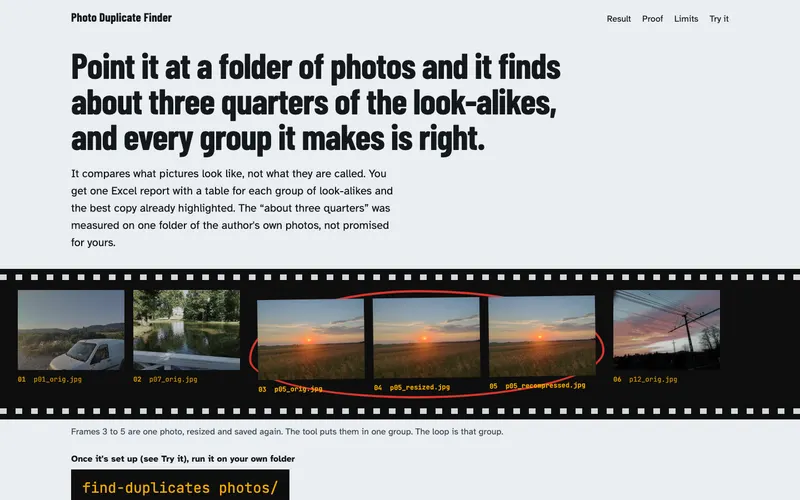 Photo Duplicate Finder
Result Proof Limits Try it
Point it at a folder of photos and it finds
about three quarters of the look-alikes,
and every group it makes is right.
It compares what pictures look like, not what they are called. You
get one Excel report with a table for each group of look-alikes and
the best copy already highlighted. The “about three quarters” was
measured on one folder of the author's own photos, not promised
for yours.
01 p01_orig.jpg
02 p07_orig.jpg
03 p05_orig.jpg
04 p05_resized.jpg
05 p05_recompressed.jpg
06 p12_orig.jpg
Frames 3 to 5 are one photo, resized and saved again. The tool puts them in one group. The loop is that group.
Once it's set up (see Try it), run it on your own folder
find-duplicates photos/